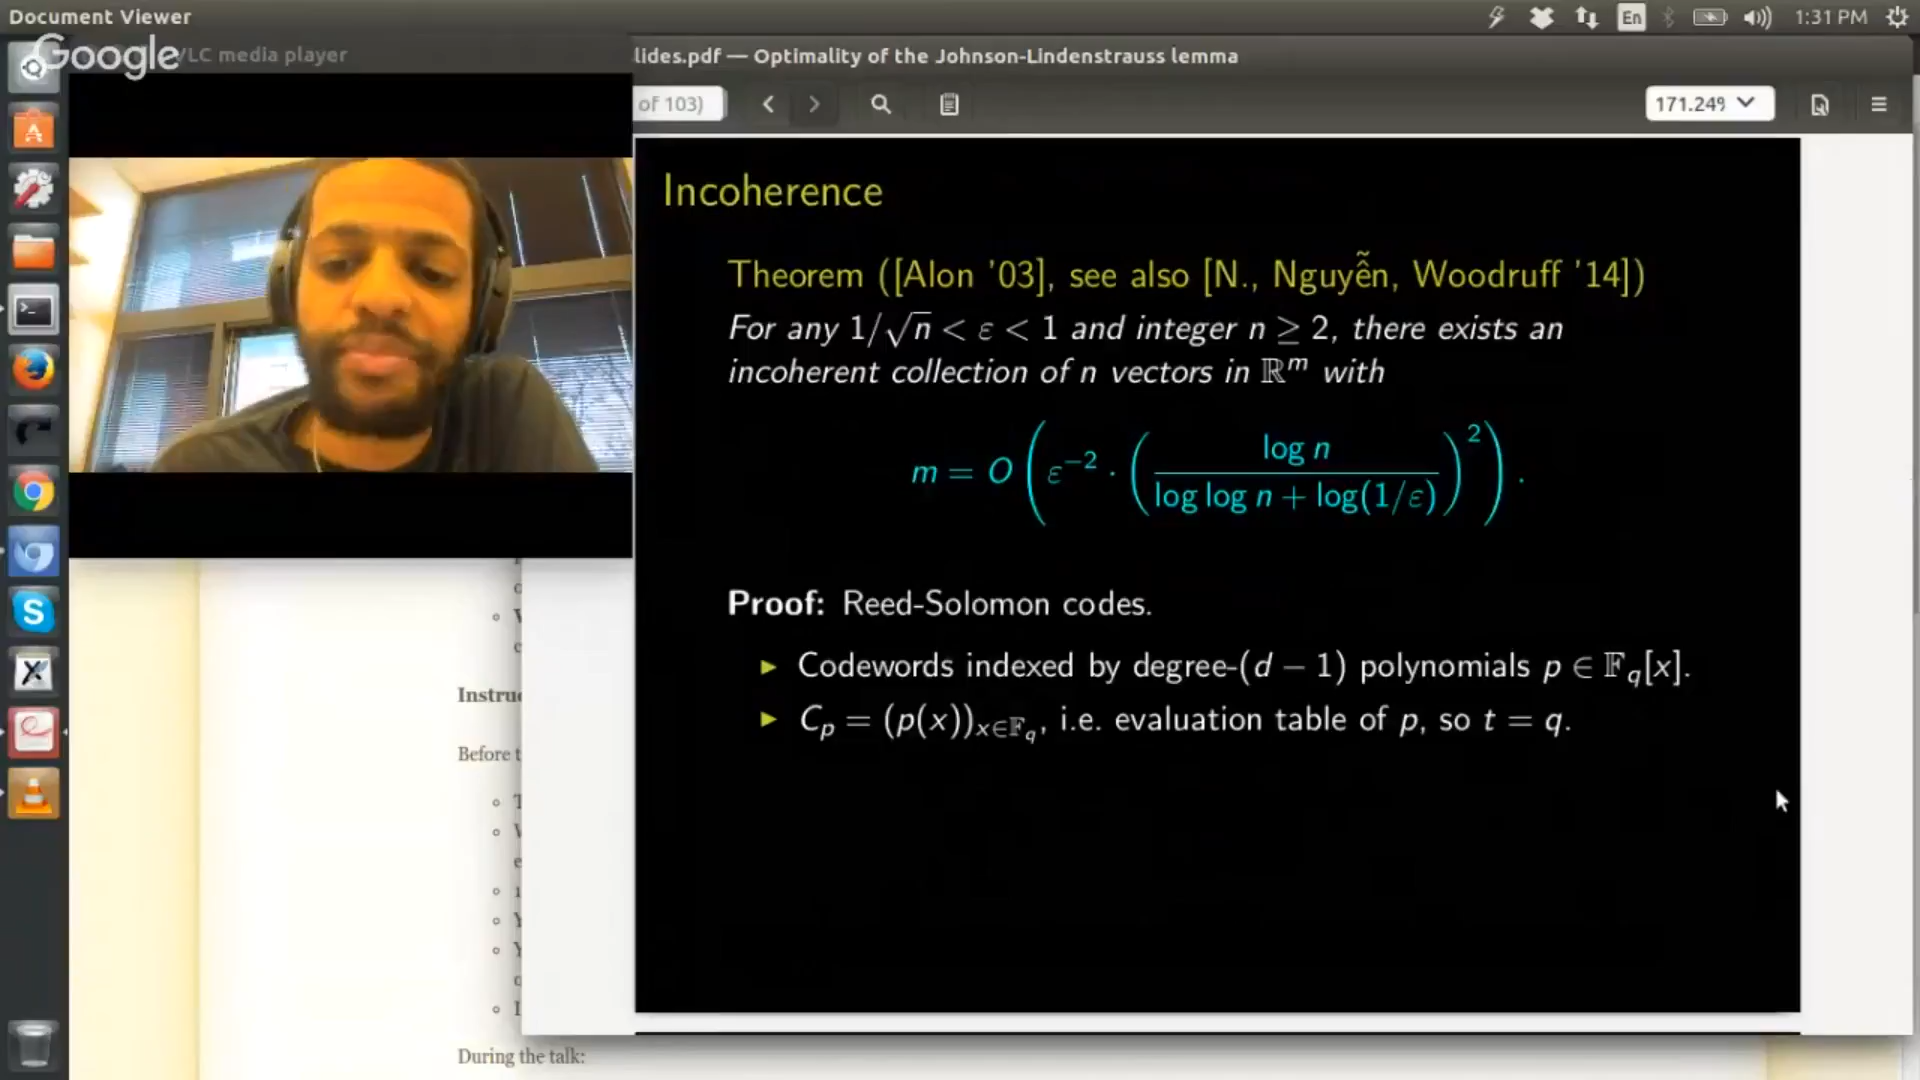 Document Viewer
En
1:31 PM
Google
VLC media player
lides.pdf — Optimality of the Johnson-Lindenstrauss lemma
of 103)
171.24%
Incoherence
Theorem ([Alon '03], see also [N., Nguyễn, Woodruff '14])
For any 1/√n < ε < 1 and integer n ≥ 2, there exists an
incoherent collection of n vectors in ℝ^m with
m = O(ε^{-2} · (log n / (log log n + log(1/ε)))^2).
Proof: Reed-Solomon codes.
▶ Codewords indexed by degree-(d − 1) polynomials p ∈ 𝔽_q[x].
▶ C_p = (p(x))_{x∈𝔽_q}, i.e. evaluation table of p, so t = q.
Before t
During the talk: